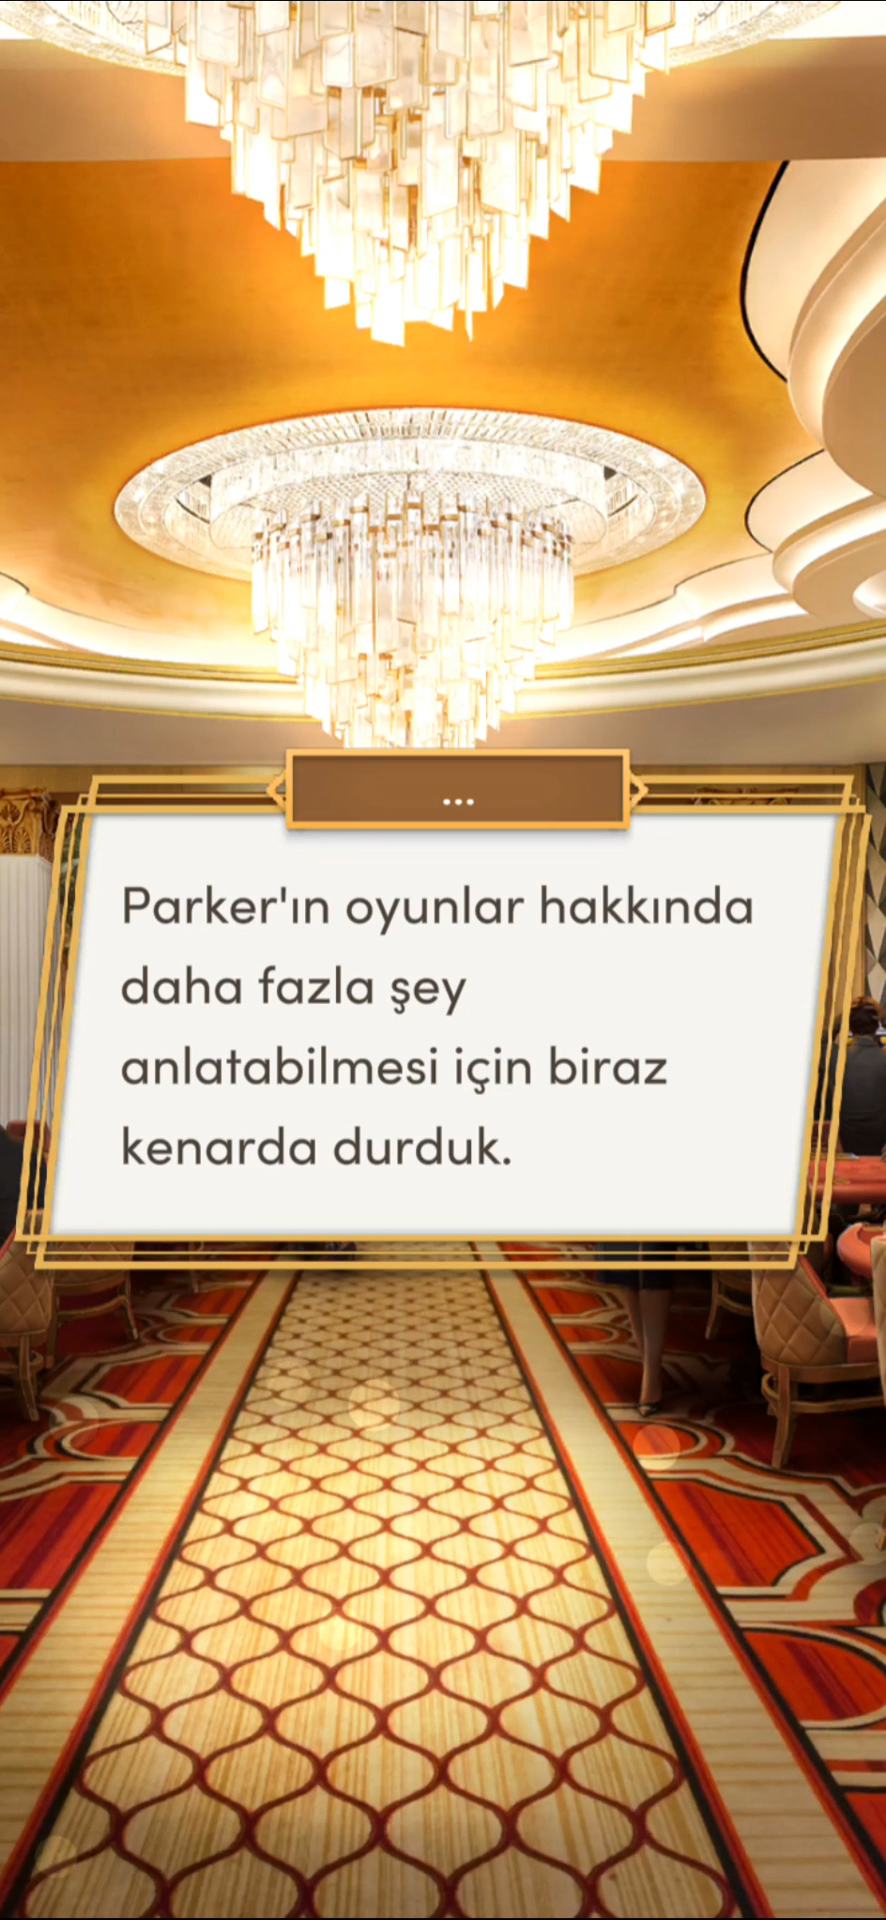 ...
Parker'ın oyunlar hakkında
daha fazla şey
anlatabilmesi için biraz
kenarda durduk.